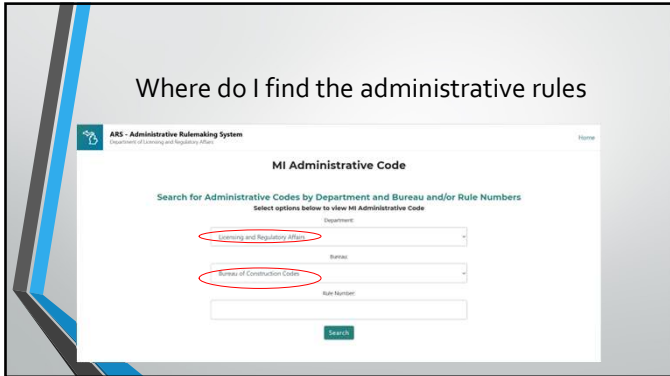 Where do I find the administrative rules
ARS - Administrative Rulemaking System
Department of Licensing and Regulatory Affairs
Home
MI Administrative Code
Search for Administrative Codes by Department and Bureau and/or Rule Numbers
Select options below to view MI Administrative Code
Department:
Licensing and Regulatory Affairs
Bureau:
Bureau of Construction Codes
Rule Number:
Search